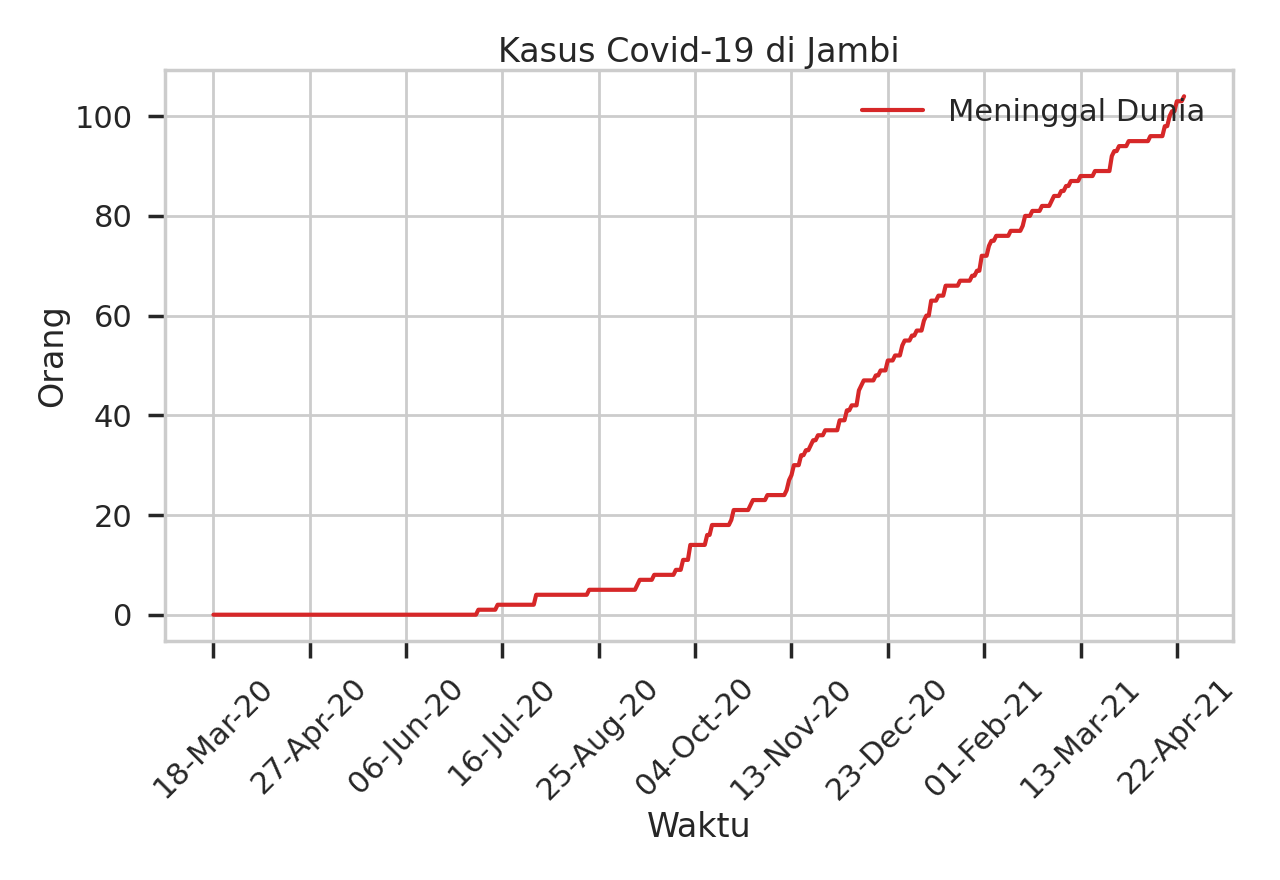 Kasus Covid-19 di Jambi
Meninggal Dunia
Orang
100
80
60
40
20
0
18-Mar-20
27-Apr-20
06-Jun-20
16-Jul-20
25-Aug-20
04-Oct-20
13-Nov-20
23-Dec-20
01-Feb-21
13-Mar-21
22-Apr-21
Waktu